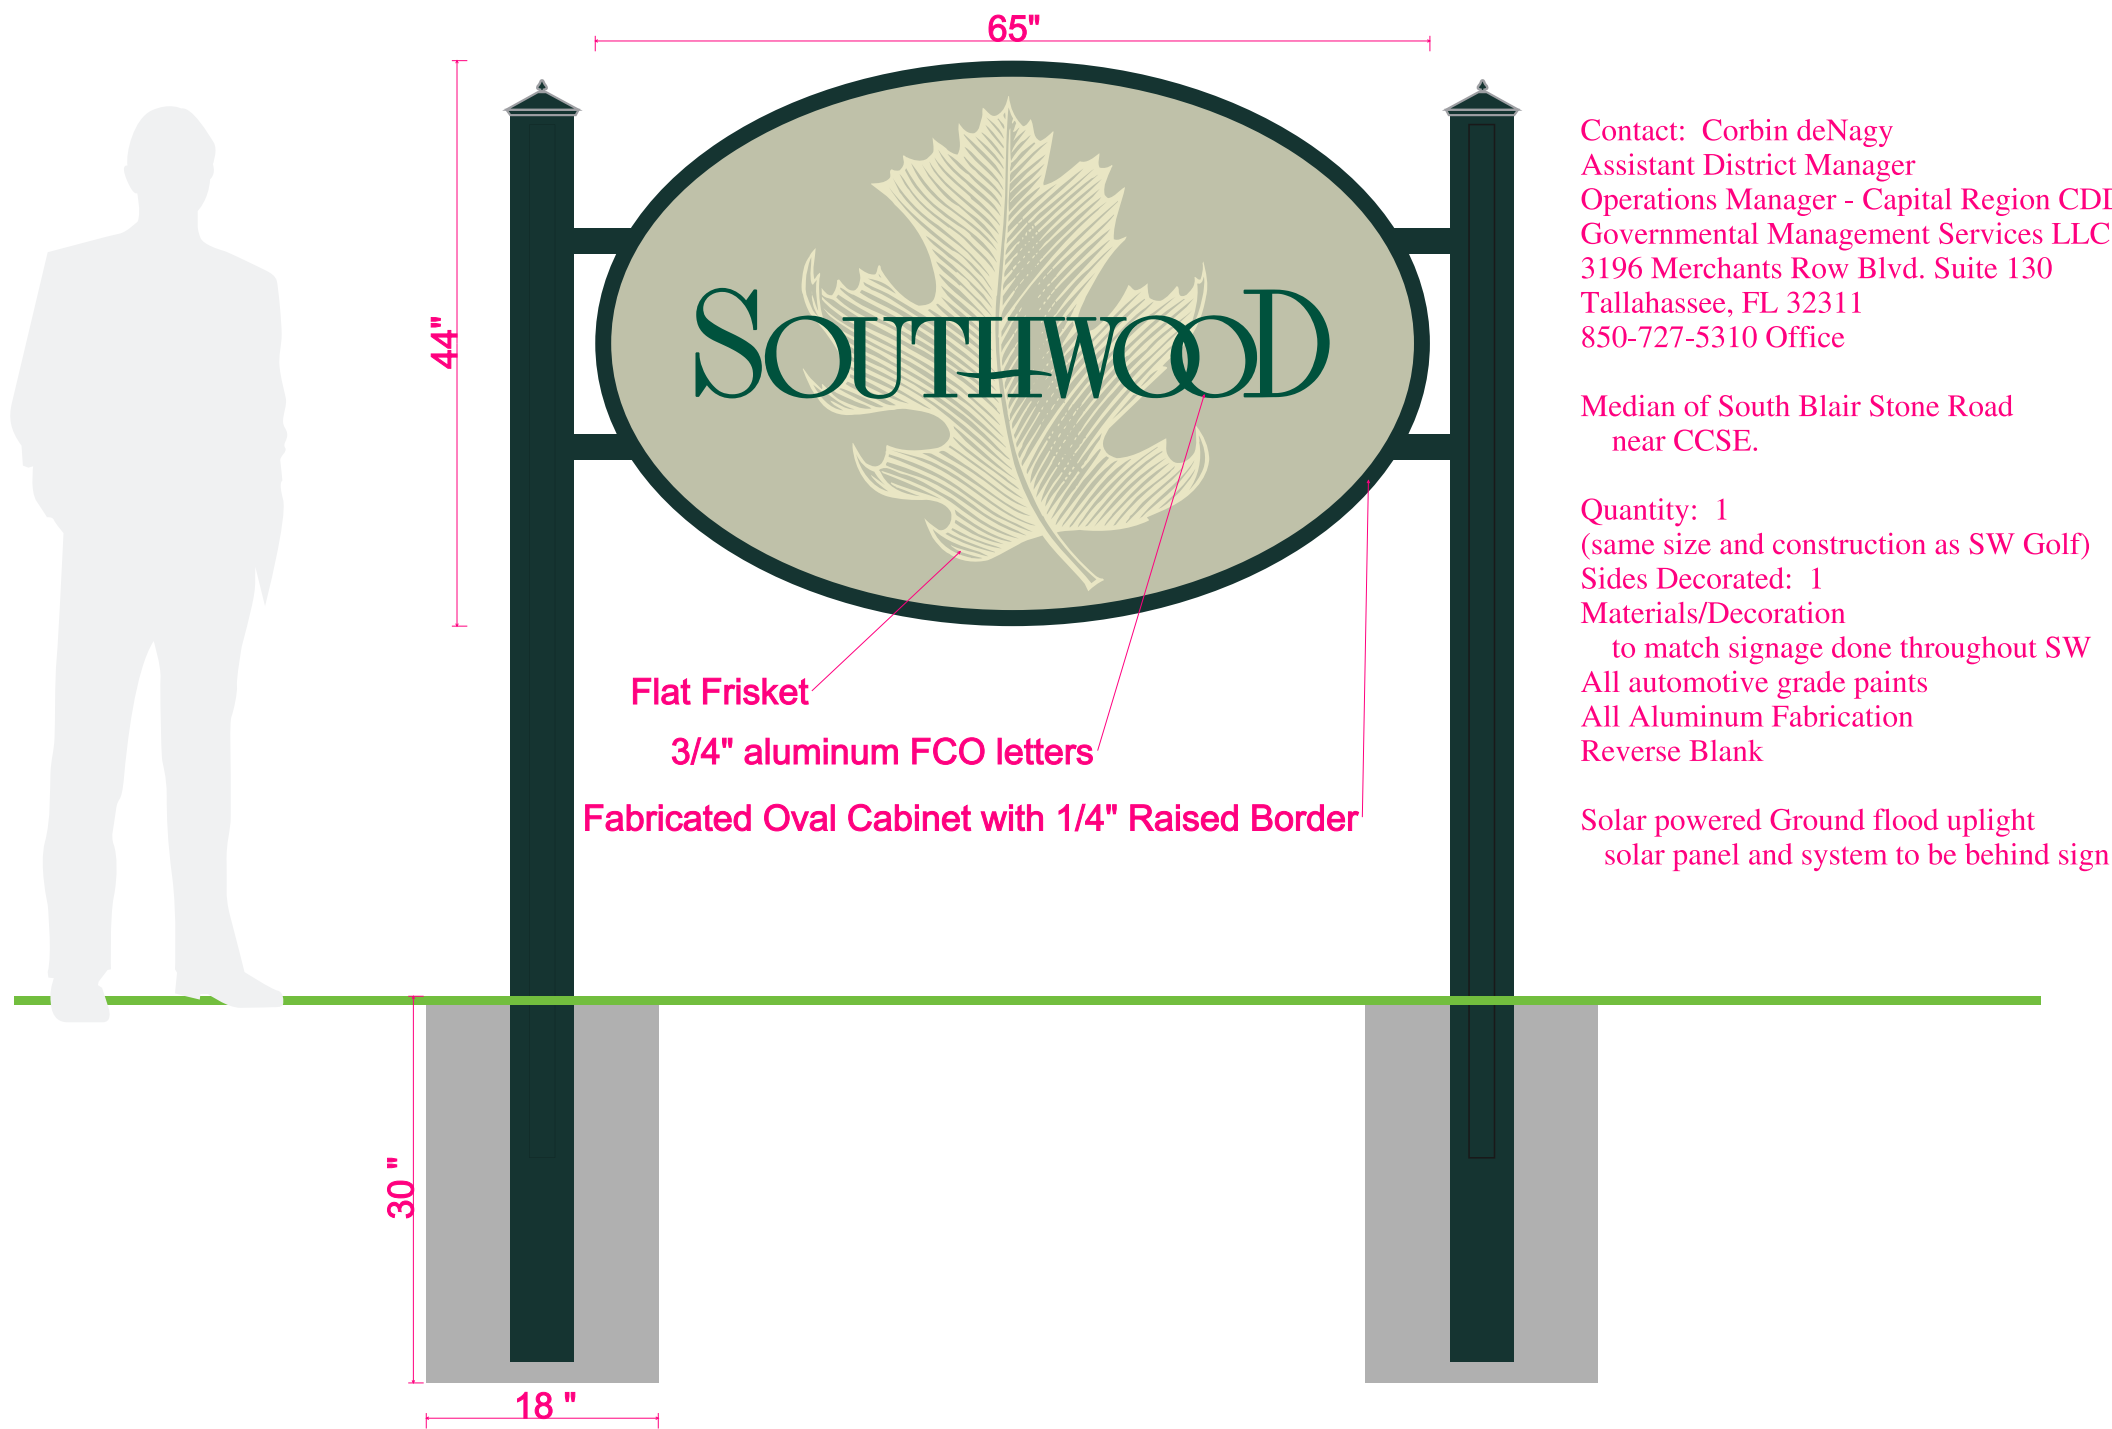 65"
44"
SOUTHWOOD
Flat Frisket
3/4" aluminum FCO letters
Fabricated Oval Cabinet with 1/4" Raised Border
30 "
18 "
Contact:  Corbin deNagy
Assistant District Manager
Operations Manager - Capital Region CDD
Governmental Management Services LLC
3196 Merchants Row Blvd. Suite 130
Tallahassee, FL 32311
850-727-5310 Office
Median of South Blair Stone Road
near CCSE.
Quantity:  1
(same size and construction as SW Golf)
Sides Decorated:  1
Materials/Decoration
to match signage done throughout SW
All automotive grade paints
All Aluminum Fabrication
Reverse Blank
Solar powered Ground flood uplight
solar panel and system to be behind sign